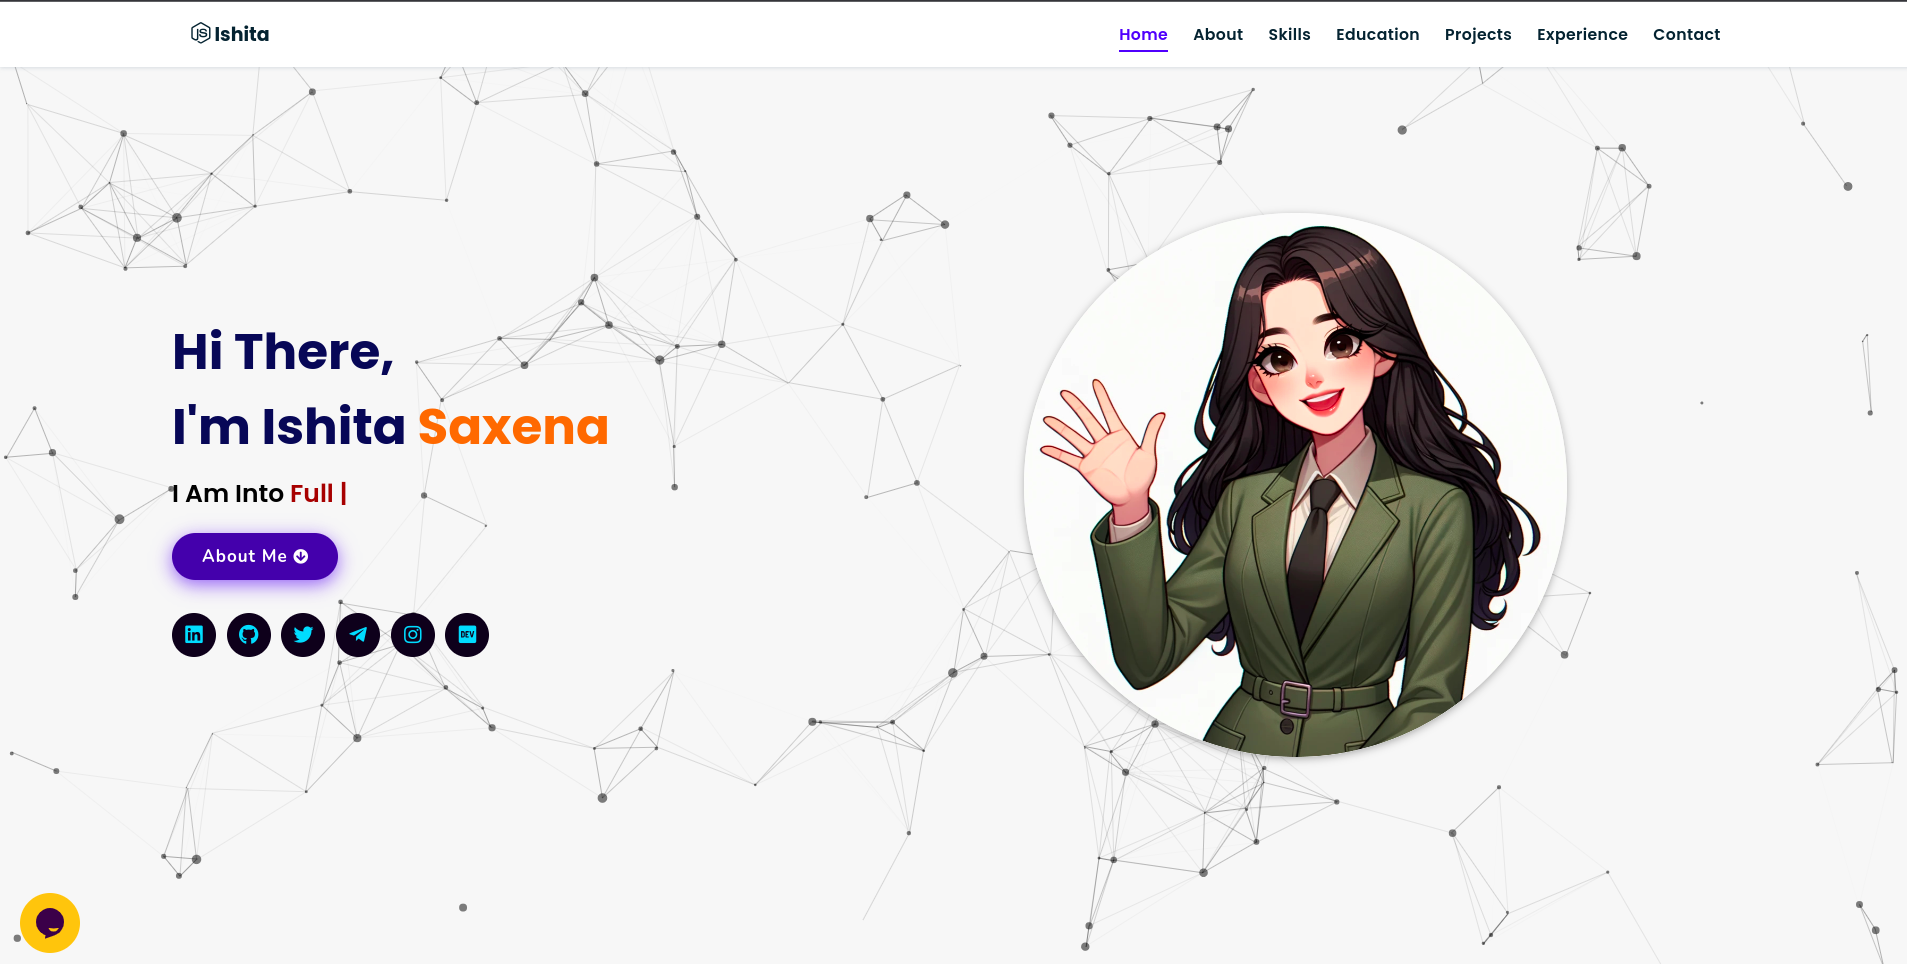 Ishita
Home About Skills Education Projects Experience Contact
Hi There,
I'm Ishita Saxena
I Am Into Full |
About Me
DEV